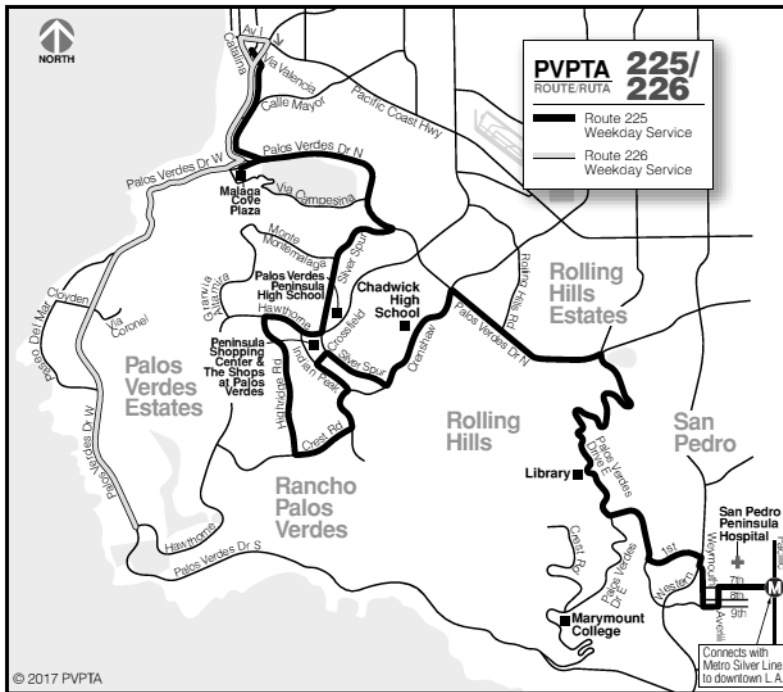 NORTH
PVPTA
ROUTE/RUTA
225/
226
Route 225
Weekday Service
Route 226
Weekday Service
Av I
Catalina
Via Valencia
Calle Mayor
Pacific Coast Hwy
Palos Verdes Dr W
Palos Verdes Dr N
Malaga
Cove
Plaza
Via Campesina
Monte
Montemalaga
Silver Spur
Palos Verdes
Peninsula
High School
Granvia
Altamira
Hawthorne
Crossfield
Chadwick
High
School
Rolling Hills Rd
Rolling
Hills
Estates
Palos Verdes Dr N
Cloyden
Via
Coronel
Paseo Del Mar
Palos
Verdes
Estates
Peninsula
Shopping
Center &
The Shops
at Palos
Verdes
Indian Peak
Silver Spur
Crenshaw
Highridge Rd
Crest Rd
Rolling
Hills
San
Pedro
Palos Verdes Dr W
Rancho
Palos
Verdes
Library
Palos Verdes
Drive E
San Pedro
Peninsula
Hospital
Hawthorne
Palos Verdes Dr S
Crest Rd
Palos Verdes
Dr E
1st
Western
Weymouth
7th
8th
9th
Averill
M
Marymount
College
Connects with
Metro Silver Line
to downtown L.A.
© 2017 PVPTA